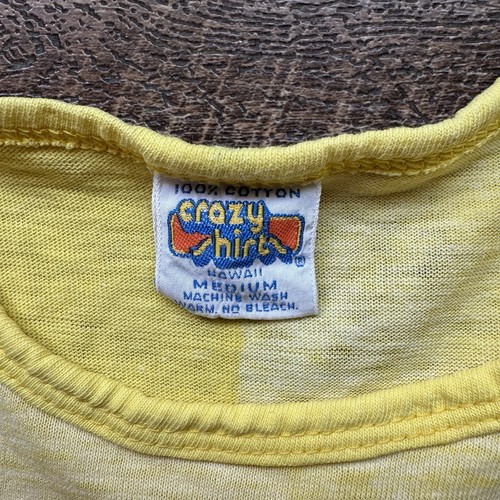 100% COTTON
crazy
shirts
®
HAWAII
MEDIUM
MACHINE WASH
WARM. NO BLEACH.